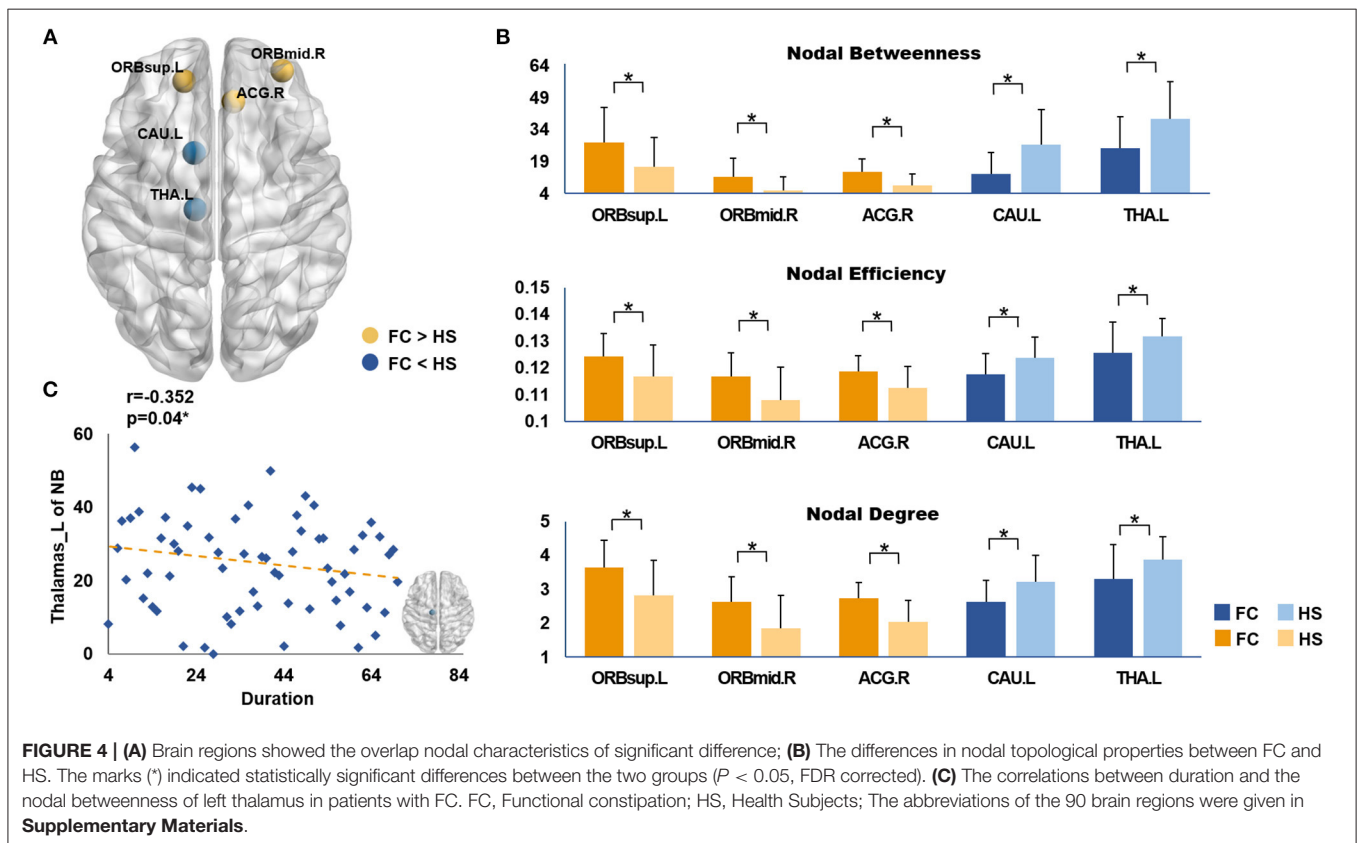 A
ORBsup.L
ORBmid.R
ACG.R
CAU.L
THA.L
FC > HS
FC < HS
B
Nodal Betweenness
64
49
34
19
4
* * * * *
ORBsup.L ORBmid.R ACG.R CAU.L THA.L
Nodal Efficiency
0.15
0.14
0.13
0.12
0.11
0.1
* * * * *
ORBsup.L ORBmid.R ACG.R CAU.L THA.L
Nodal Degree
5
4
3
2
1
* * * * *
ORBsup.L ORBmid.R ACG.R CAU.L THA.L
FC HS
FC HS
C
r=-0.352
p=0.04*
Thalamas_L of NB
60
40
20
0
4 24 44 64 84
Duration
FIGURE 4 | (A) Brain regions showed the overlap nodal characteristics of significant difference; (B) The differences in nodal topological properties between FC and
HS. The marks (*) indicated statistically significant differences between the two groups (P < 0.05, FDR corrected). (C) The correlations between duration and the
nodal betweenness of left thalamus in patients with FC. FC, Functional constipation; HS, Health Subjects; The abbreviations of the 90 brain regions were given in
Supplementary Materials.